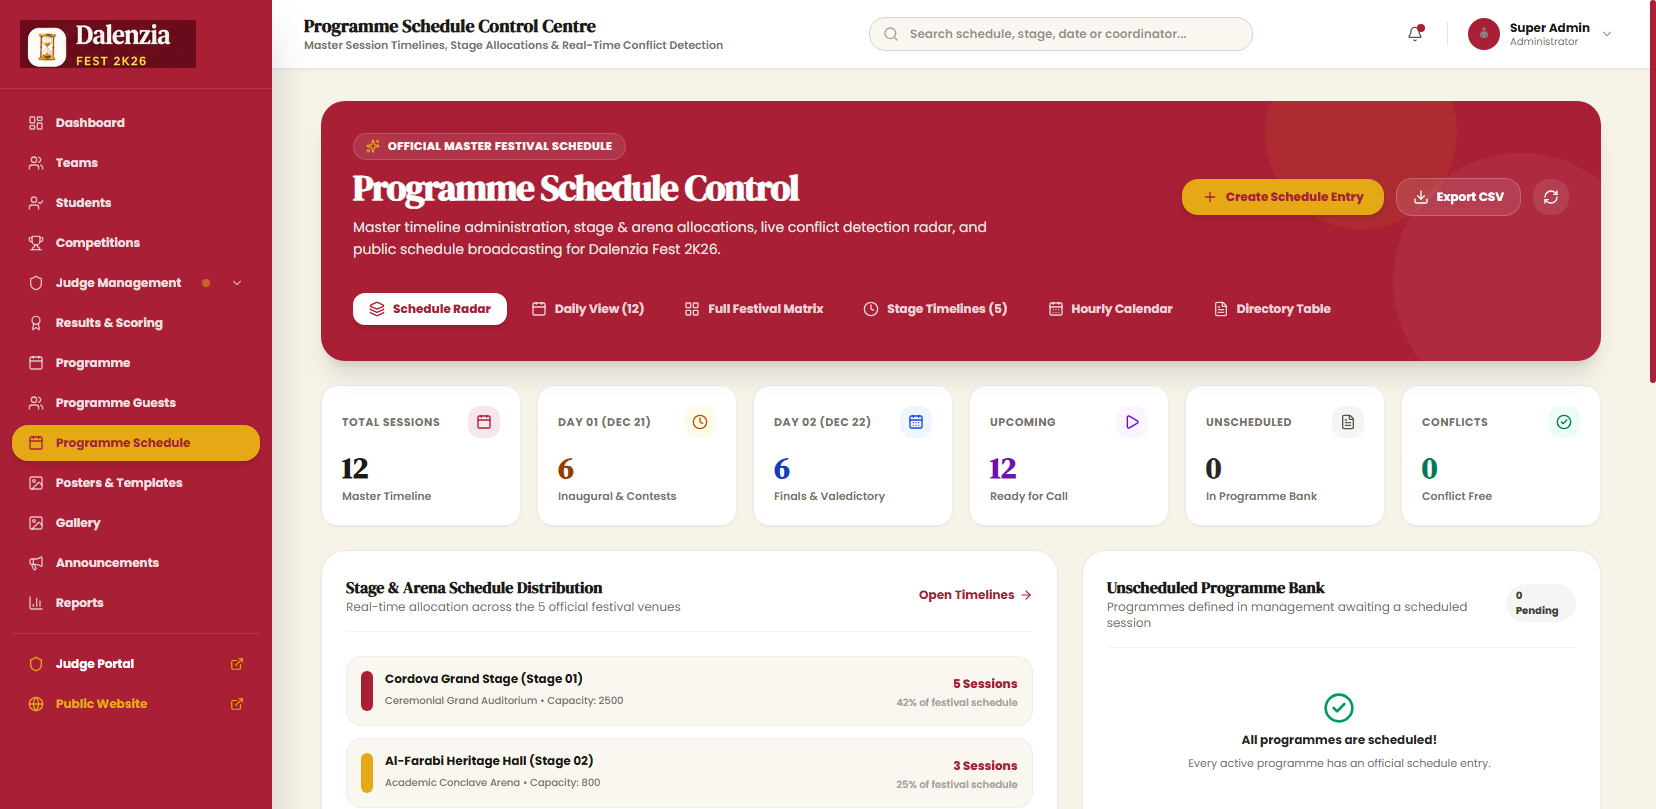 Dalenzia
FEST 2K26
Dashboard
Teams
Students
Competitions
Judge Management
Results & Scoring
Programme
Programme Guests
Programme Schedule
Posters & Templates
Gallery
Announcements
Reports
Judge Portal
Public Website
Programme Schedule Control Centre
Master Session Timelines, Stage Allocations & Real-Time Conflict Detection
Search schedule, stage, date or coordinator...
Super Admin
Administrator
OFFICIAL MASTER FESTIVAL SCHEDULE
Programme Schedule Control
Master timeline administration, stage & arena allocations, live conflict detection radar, and
public schedule broadcasting for Dalenzia Fest 2K26.
Create Schedule Entry
Export CSV
Schedule Radar
Daily View (12)
Full Festival Matrix
Stage Timelines (5)
Hourly Calendar
Directory Table
TOTAL SESSIONS
12
Master Timeline
DAY 01 (DEC 21)
6
Inaugural & Contests
DAY 02 (DEC 22)
6
Finals & Valedictory
UPCOMING
12
Ready for Call
UNSCHEDULED
0
In Programme Bank
CONFLICTS
0
Conflict Free
Stage & Arena Schedule Distribution
Real-time allocation across the 5 official festival venues
Open Timelines →
Cordova Grand Stage (Stage 01)
Ceremonial Grand Auditorium • Capacity: 2500
5 Sessions
42% of festival schedule
Al-Farabi Heritage Hall (Stage 02)
Academic Conclave Arena • Capacity: 800
3 Sessions
25% of festival schedule
Unscheduled Programme Bank
Programmes defined in management awaiting a scheduled
session
0
Pending
All programmes are scheduled!
Every active programme has an official schedule entry.